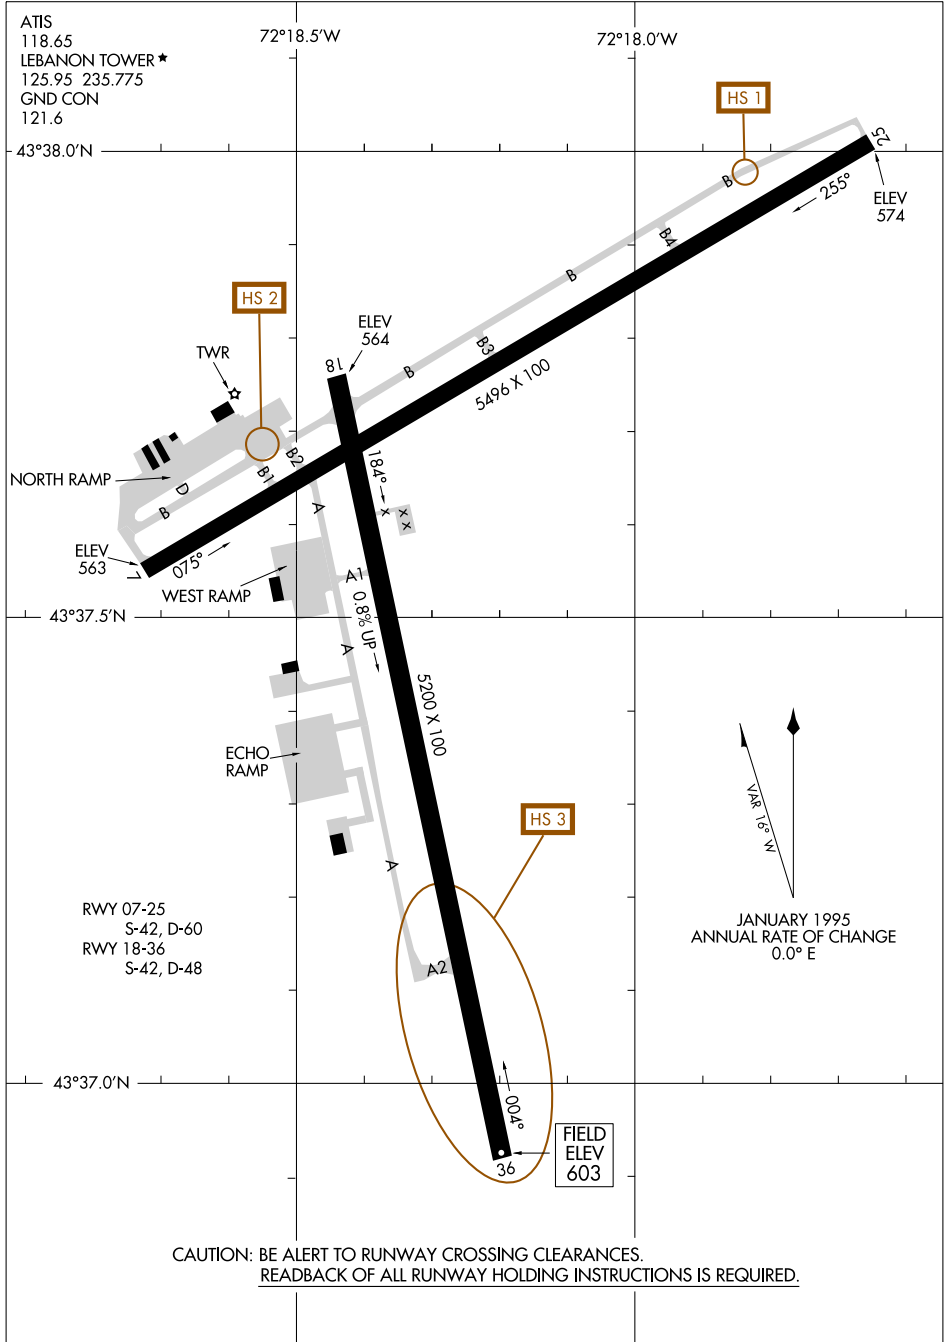 ATIS
118.65
LEBANON TOWER ★
125.95 235.775
GND CON
121.6
72°18.5'W
72°18.0'W
43°38.0'N
HS 1
25
B
255°
ELEV
574
B4
B
HS 2
ELEV
564
18
B3
B
TWR
5496 X 100
B2
B1
184°
x
x x
x
NORTH RAMP
D
B
A
ELEV
563
7
075°
WEST RAMP
A1
0.8% UP
43°37.5'N
A
5200 X 100
ECHO
RAMP
VAR 16° W
HS 3
A
RWY 07-25
S-42, D-60
RWY 18-36
S-42, D-48
JANUARY 1995
ANNUAL RATE OF CHANGE
0.0° E
A2
43°37.0'N
004°
36
FIELD
ELEV
603
CAUTION: BE ALERT TO RUNWAY CROSSING CLEARANCES.
READBACK OF ALL RUNWAY HOLDING INSTRUCTIONS IS REQUIRED.